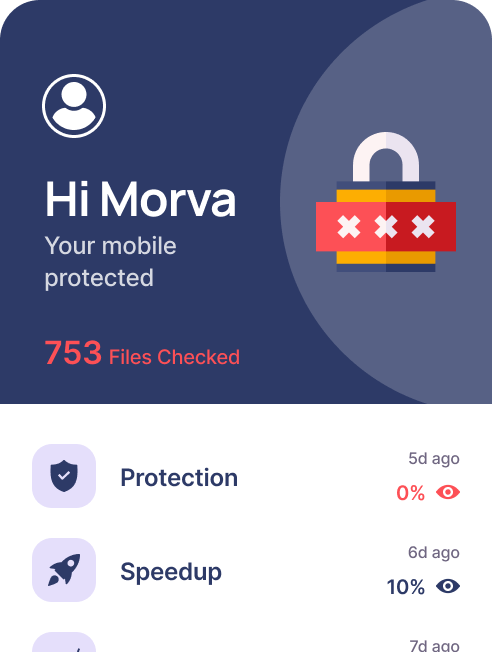 Hi Morva
Your mobile
protected
753 Files Checked
5d ago
Protection
0%
6d ago
Speedup
10%
7d ago